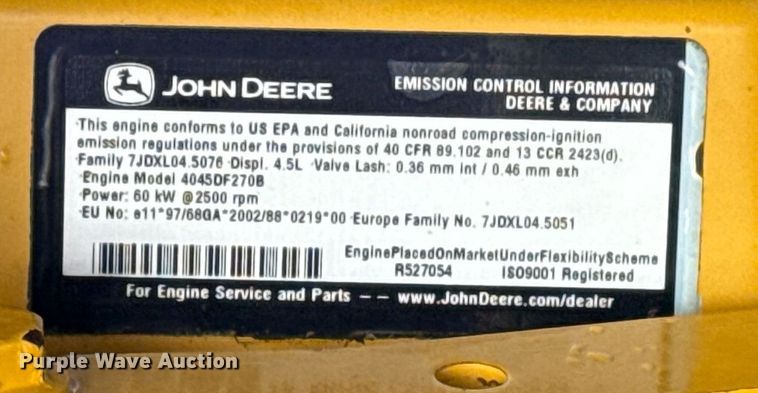 JOHN DEERE
EMISSION CONTROL INFORMATION
DEERE & COMPANY
This engine conforms to US EPA and California nonroad compression-ignition
emission regulations under the provisions of 40 CFR 89.102 and 13 CCR 2423(d).
Family 7JDXL04.5076 Displ. 4.5L Valve Lash: 0.36 mm int / 0.46 mm exh
Engine Model 4045DF270B
Power: 60 kW @2500 rpm
EU No: e11*97/68GA*2002/88*0219*00 Europe Family No. 7JDXL04.5051
EnginePlacedOnMarketUnderFlexibilityScheme
R527054 ISO9001 Registered
For Engine Service and Parts -- www.JohnDeere.com/dealer
Purple Wave Auction